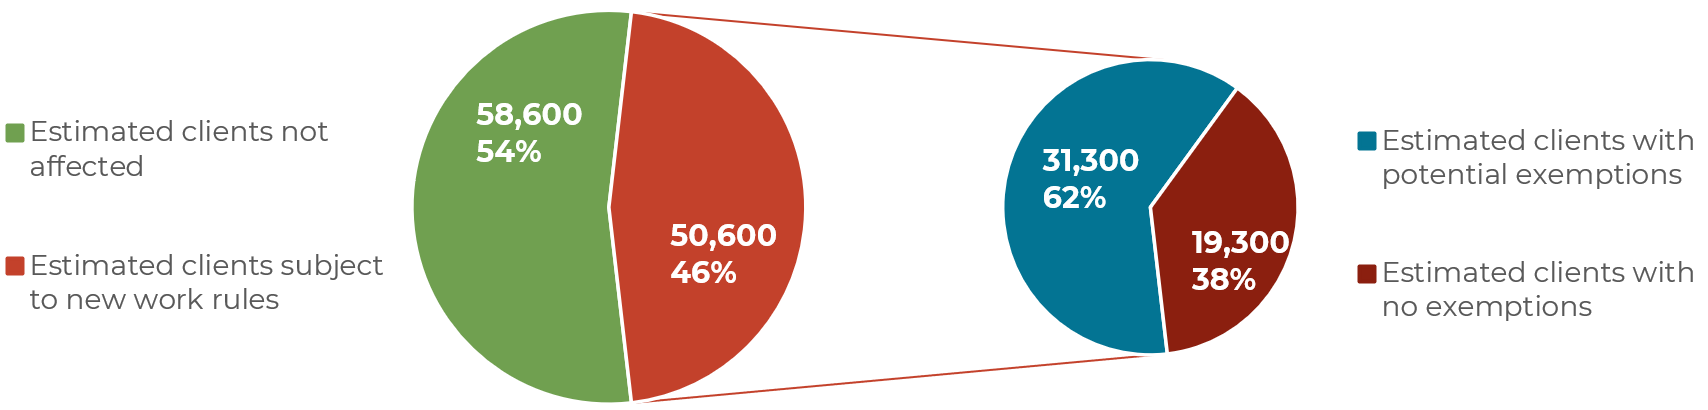 Estimated clients not
affected
Estimated clients subject
to new work rules
58,600
54%
50,600
46%
31,300
62%
19,300
38%
Estimated clients with
potential exemptions
Estimated clients with
no exemptions